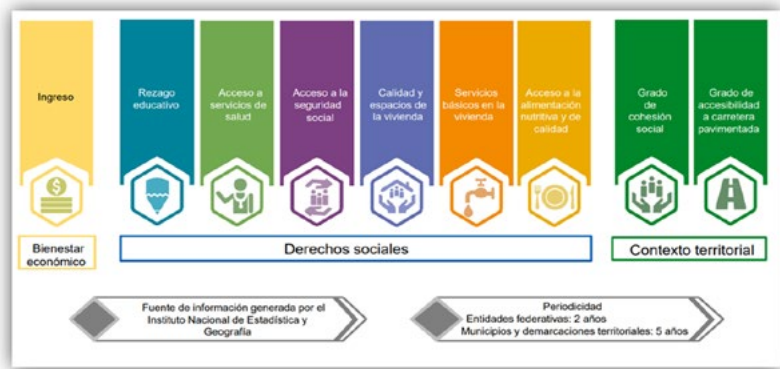 Ingreso
Rezago
educativo
Acceso a
servicios de
salud
Acceso a la
seguridad
social
Calidad y
espacios de
la vivienda
Servicios
básicos en la
vivienda
Acceso a la
alimentación
nutritiva y de
calidad
Grado
de
cohesión
social
Grado de
accesibilidad
a carretera
pavimentada
$
Bienestar
económico
Derechos sociales
Contexto territorial
Fuente de información generada por el
Instituto Nacional de Estadística y
Geografía
Periodicidad
Entidades federativas: 2 años
Municipios y demarcaciones territoriales: 5 años